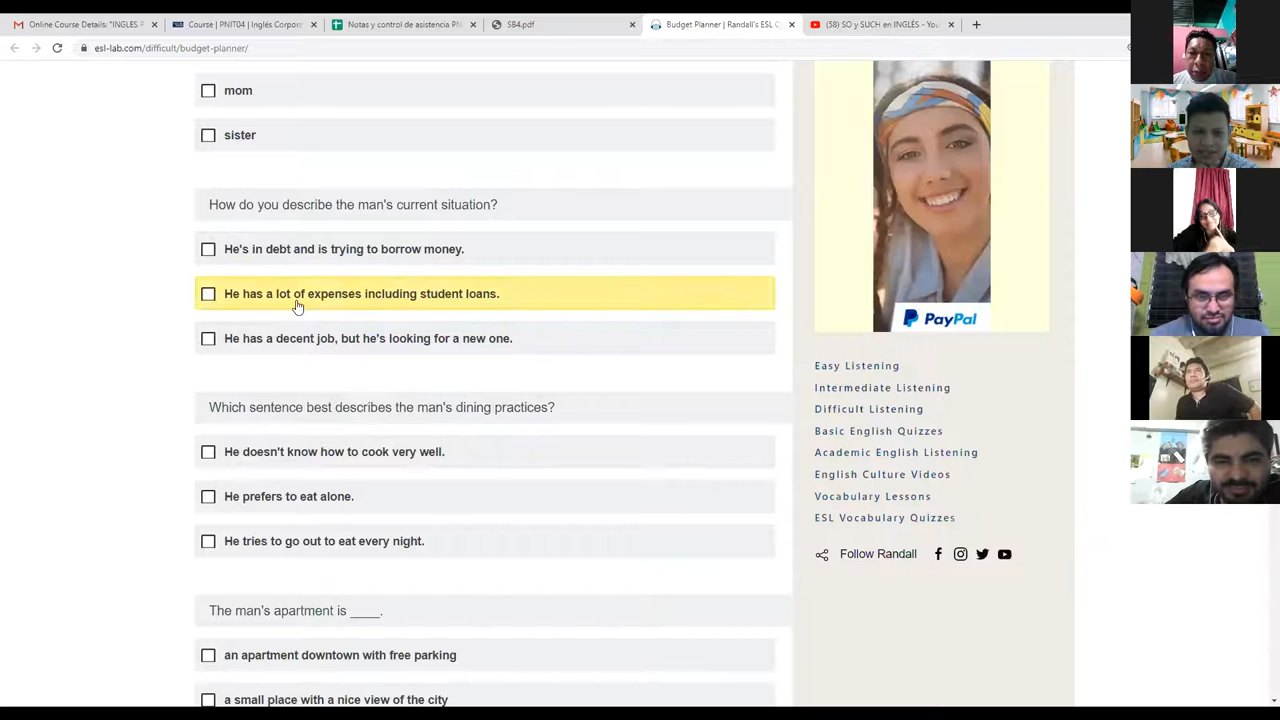 Online Course Details: "INGLES P
Course | PNIT04 | Inglés Corpor
Notas y control de asistencia PN
SB4.pdf
Budget Planner | Randall's ESL Cy
(58) SO y SUCH en INGLÉS - You
esl-lab.com/difficult/budget-planner/
mom
sister
How do you describe the man's current situation?
He's in debt and is trying to borrow money.
He has a lot of expenses including student loans.
He has a decent job, but he's looking for a new one.
Which sentence best describes the man's dining practices?
He doesn't know how to cook very well.
He prefers to eat alone.
He tries to go out to eat every night.
The man's apartment is ____.
an apartment downtown with free parking
a small place with a nice view of the city
PayPal
Easy Listening
Intermediate Listening
Difficult Listening
Basic English Quizzes
Academic English Listening
English Culture Videos
Vocabulary Lessons
ESL Vocabulary Quizzes
Follow Randall